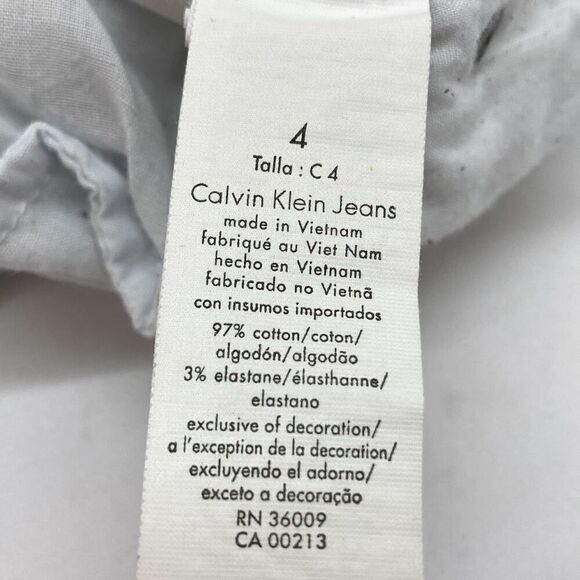 4
Talla : C 4
Calvin Klein Jeans
made in Vietnam
fabriqué au Viet Nam
hecho en Vietnam
fabricado no Vietnã
con insumos importados
97% cotton/coton/
algodón/algodão
3% elastane/élasthanne/
elastano
exclusive of decoration/
a l'exception de la decoration/
excluyendo el adorno/
exceto a decoração
RN 36009
CA 00213